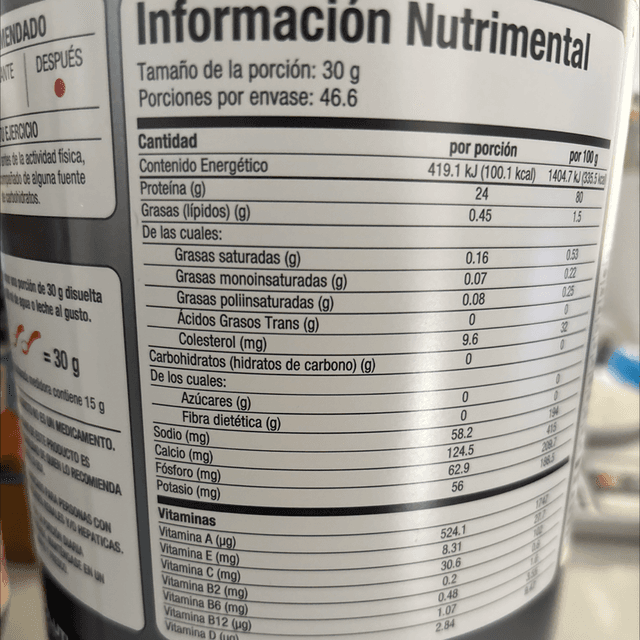 MENDADO
DESPUÉS
EJERCICIO
de la actividad física,
de alguna fuente
porción de 30 g disuelta
o leche al gusto.
= 30 g
contiene 15 g
UN MEDICAMENTO.
PRODUCTO ES
LO RECOMIENDA
PERSONAS CON
Y/O HEPÁTICAS.
Información Nutrimental
Tamaño de la porción: 30 g
Porciones por envase: 46.6
Cantidad por porción por 100 g
Contenido Energético 419.1 kJ (100.1 kcal) 1404.7 kJ (335.5 kcal)
Proteína (g) 24 80
Grasas (lípidos) (g) 0.45 1.5
De las cuales:
Grasas saturadas (g) 0.16 0.53
Grasas monoinsaturadas (g) 0.07 0.22
Grasas poliinsaturadas (g) 0.08 0.25
Ácidos Grasos Trans (g) 0 0
Colesterol (mg) 9.6 32
Carbohidratos (hidratos de carbono) (g) 0 0
De los cuales:
Azúcares (g) 0 0
Fibra dietética (g) 0 0
Sodio (mg) 58.2 194
Calcio (mg) 124.5 415
Fósforo (mg) 62.9
Potasio (mg) 56
Vitaminas
Vitamina A (µg) 524.1
Vitamina E (mg) 8.31
Vitamina C (mg) 30.6
Vitamina B2 (mg) 0.2
Vitamina B6 (mg) 0.48
Vitamina B12 (µg) 1.07
Vitamina D (µg) 2.84